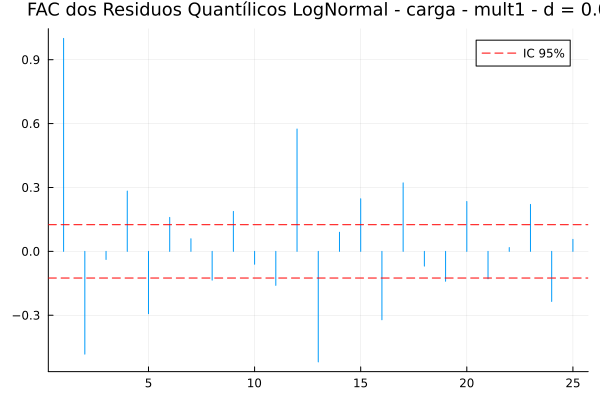 FAC dos Residuos Quantílicos LogNormal - carga - mult1 - d = 0.
IC 95%
0.9
0.6
0.3
0.0
−0.3
5 10 15 20 25